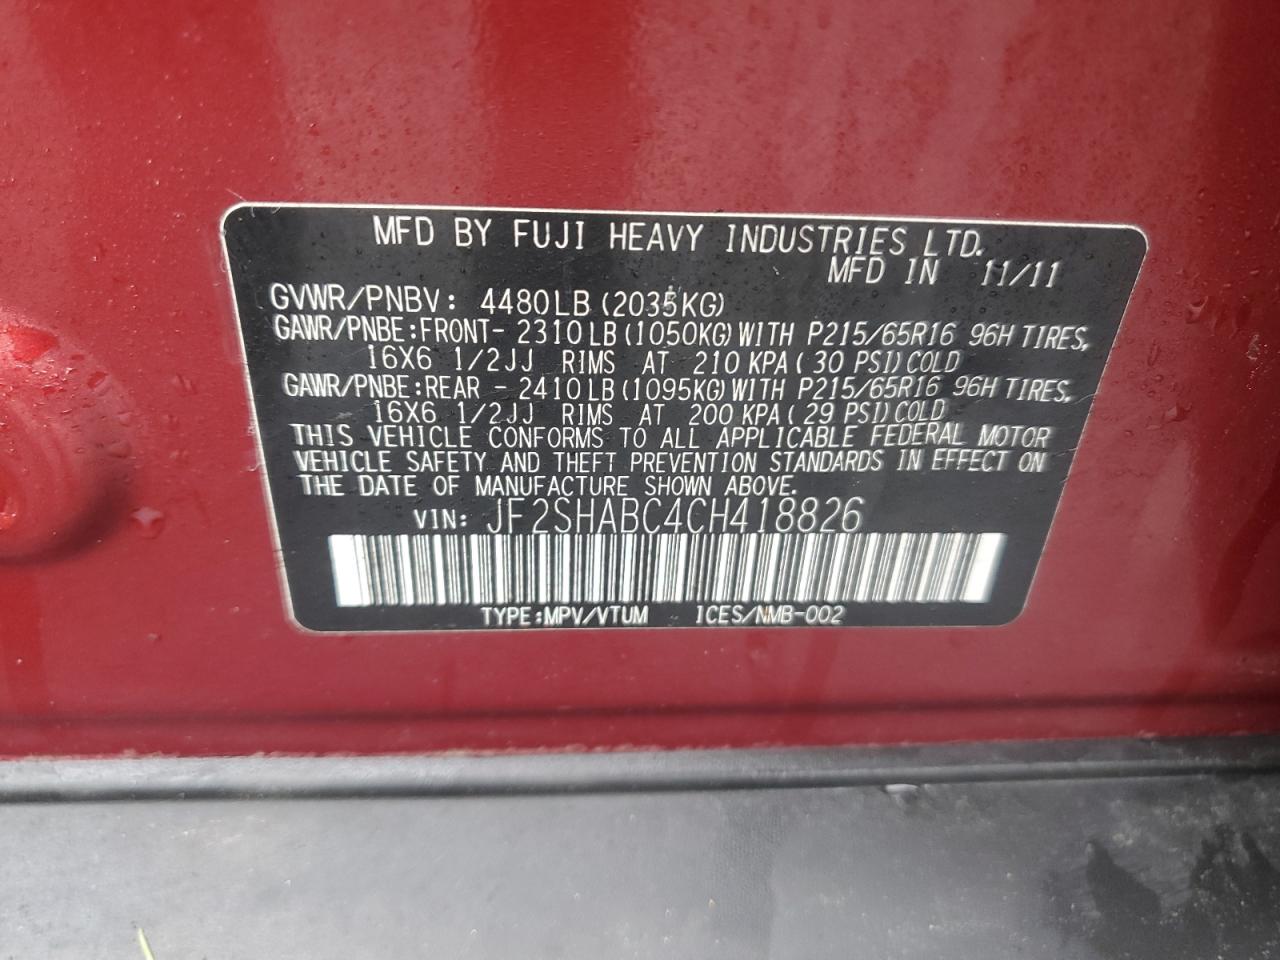 MFD BY FUJI HEAVY INDUSTRIES LTD.
MFD IN 11/11
GVWR/PNBV: 4480LB (2035KG)
GAWR/PNBE:FRONT- 2310LB (1050KG) WITH P215/65R16 96H TIRES,
16X6 1/2JJ RIMS AT 210 KPA ( 30 PSI) COLD
GAWR/PNBE:REAR - 2410LB (1095KG) WITH P215/65R16 96H TIRES,
16X6 1/2JJ RIMS AT 200 KPA ( 29 PSI) COLD
THIS VEHICLE CONFORMS TO ALL APPLICABLE FEDERAL MOTOR
VEHICLE SAFETY AND THEFT PREVENTION STANDARDS IN EFFECT ON
THE DATE OF MANUFACTURE SHOWN ABOVE.
VIN: JF2SHABC4CH418826
TYPE:MPV/VTUM ICES/NMB-002